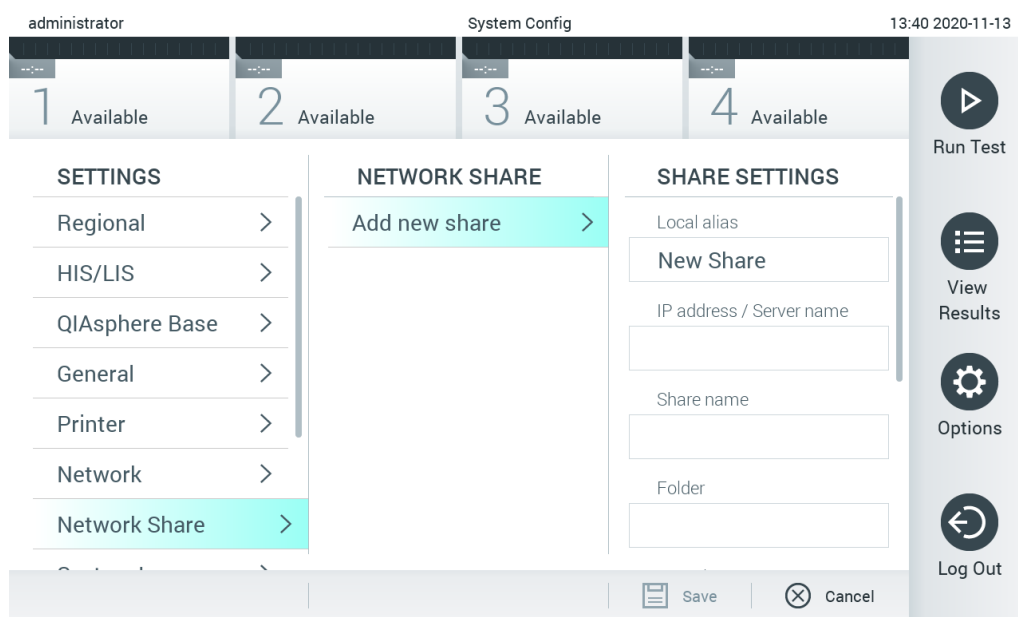 administrator
System Config
13:40 2020-11-13
--:--
--:--
--:--
--:--
1 Available
2 Available
3 Available
4 Available
Run Test
View
Results
Options
Log Out
SETTINGS
Regional
HIS/LIS
QIAsphere Base
General
Printer
Network
Network Share
NETWORK SHARE
Add new share
SHARE SETTINGS
Local alias
New Share
IP address / Server name
Share name
Folder
Save
Cancel